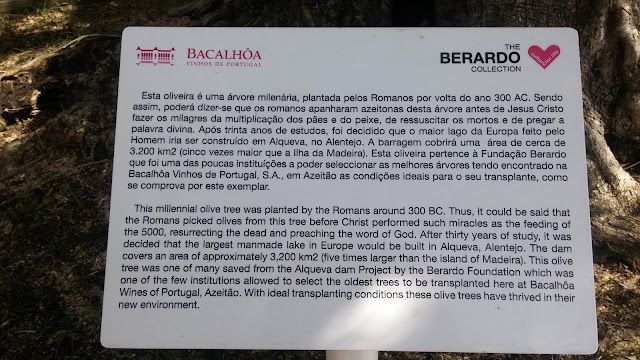 BACALHÔA
VINHOS DE PORTUGAL
THE
BERARDO
COLLECTION
Esta oliveira é uma árvore milenária, plantada pelos Romanos por volta do ano 300 AC. Sendo
assim, poderá dizer-se que os romanos apanharam azeitonas desta árvore antes de Jesus Cristo
fazer os milagres da multiplicação dos pães e do peixe, de ressuscitar os mortos e de pregar a
palavra divina. Após trinta anos de estudos, foi decidido que o maior lago da Europa feito pelo
Homem iria ser construído em Alqueva, no Alentejo. A barragem cobrirá uma área de cerca de
3.200 km2 (cinco vezes maior que a Ilha da Madeira). Esta oliveira pertence à Fundação Berardo
que foi uma das poucas instituições a poder seleccionar as melhores árvores tendo encontrado na
Bacalhôa Vinhos de Portugal, S.A., em Azeitão as condições ideais para o seu transplante, como
se comprova por este exemplar.
This millennial olive tree was planted by the Romans around 300 BC. Thus, it could be said that
the Romans picked olives from this tree before Christ performed such miracles as the feeding of
the 5000, resurrecting the dead and preaching the word of God. After thirty years of study, it was
decided that the largest manmade lake in Europe would be built in Alqueva, Alentejo. The dam
covers an area of approximately 3,200 km2 (five times larger than the island of Madeira). This olive
tree was one of many saved from the Alqueva dam Project by the Berardo Foundation which was
one of the few institutions allowed to select the oldest trees to be transplanted here at Bacalhôa
Wines of Portugal, Azeitão. With ideal transplanting conditions these olive trees have thrived in their
new environment.